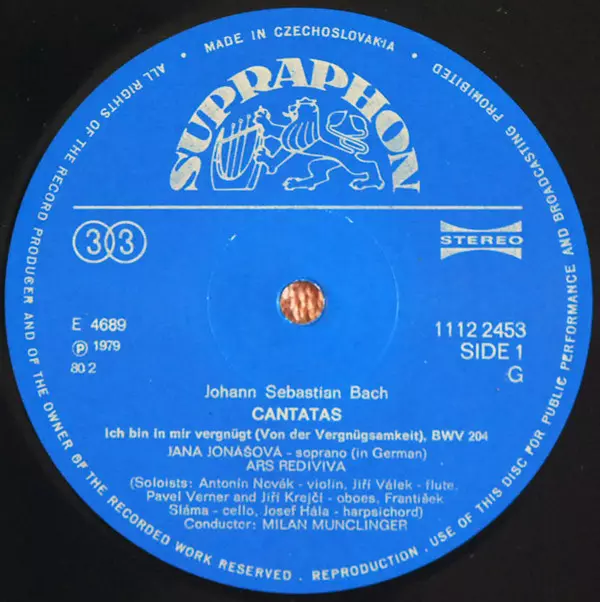 MADE IN CZECHOSLOVAKIA
ALL RIGHTS OF THE RECORD PRODUCER AND OF THE OWNER OF THE RECORDED WORK RESERVED . REPRODUCTION . USE OF THIS DISC FOR PUBLIC PERFORMANCE AND BROADCASTING PROHIBITED
SUPRAPHON
33
STEREO
E 4689
℗ 1979
80 2
1112 2453
SIDE 1
G
Johann Sebastian Bach
CANTATAS
Ich bin in mir vergnügt (Von der Vergnügsamkeit), BWV 204
JANA JONÁŠOVÁ - soprano (in German)
ARS REDIVIVA
(Soloists: Antonín Novák - violin, Jiří Válek - flute,
Pavel Verner and Jiří Krejčí - oboes, František
Sláma - cello, Josef Hála - harpsichord)
Conductor: MILAN MUNCLINGER